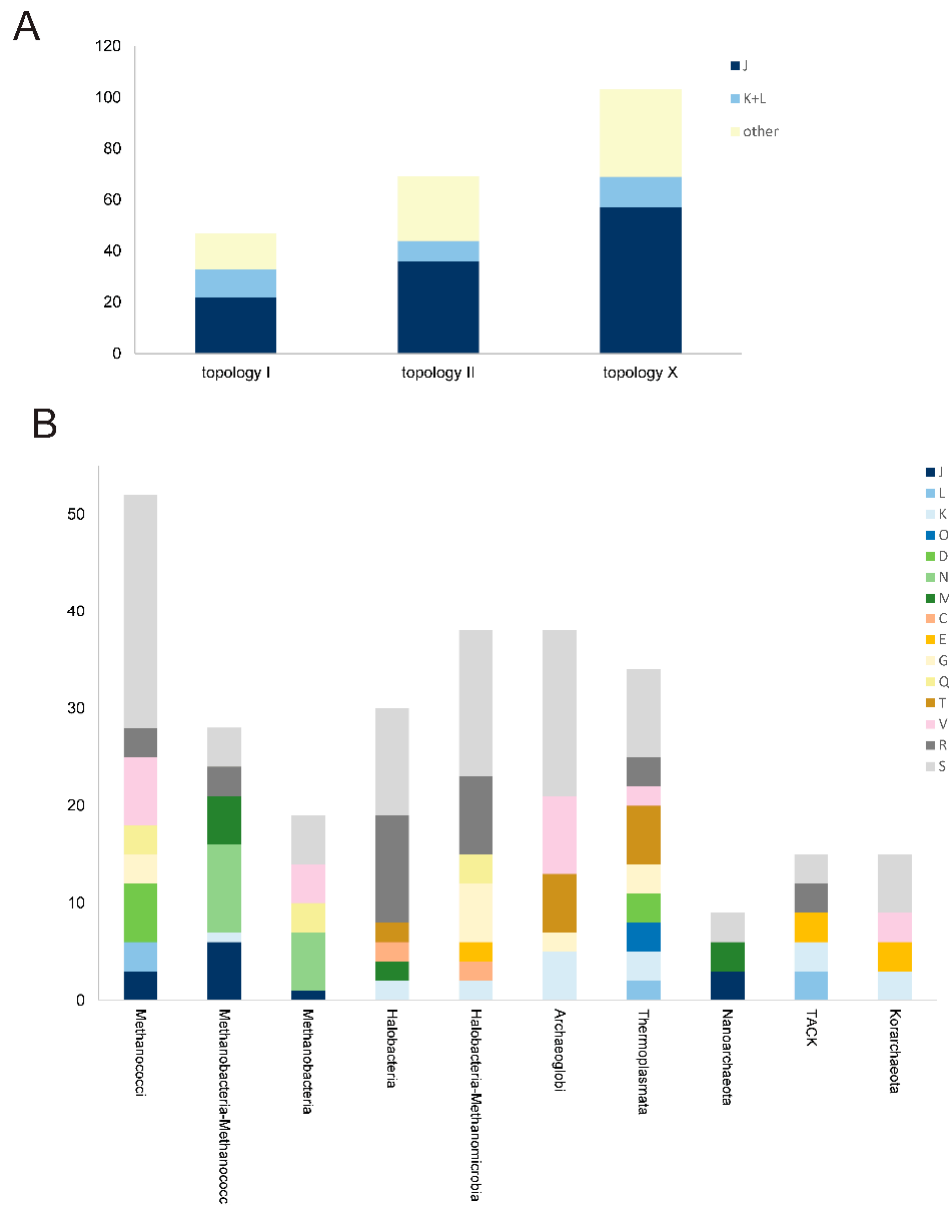 A
120
100
80
60
40
20
0
topology I
topology II
topology X
J
K+L
other
B
50
40
30
20
10
0
Methanococci
Methanobacteria-Methanococc
Methanobacteria
Halobacteria
Halobacteria-Methanomicrobia
Archaeoglobi
Thermoplasmata
Nanoarchaeota
TACK
Korarchaeota
J
L
K
O
D
N
M
C
E
G
Q
T
V
R
S